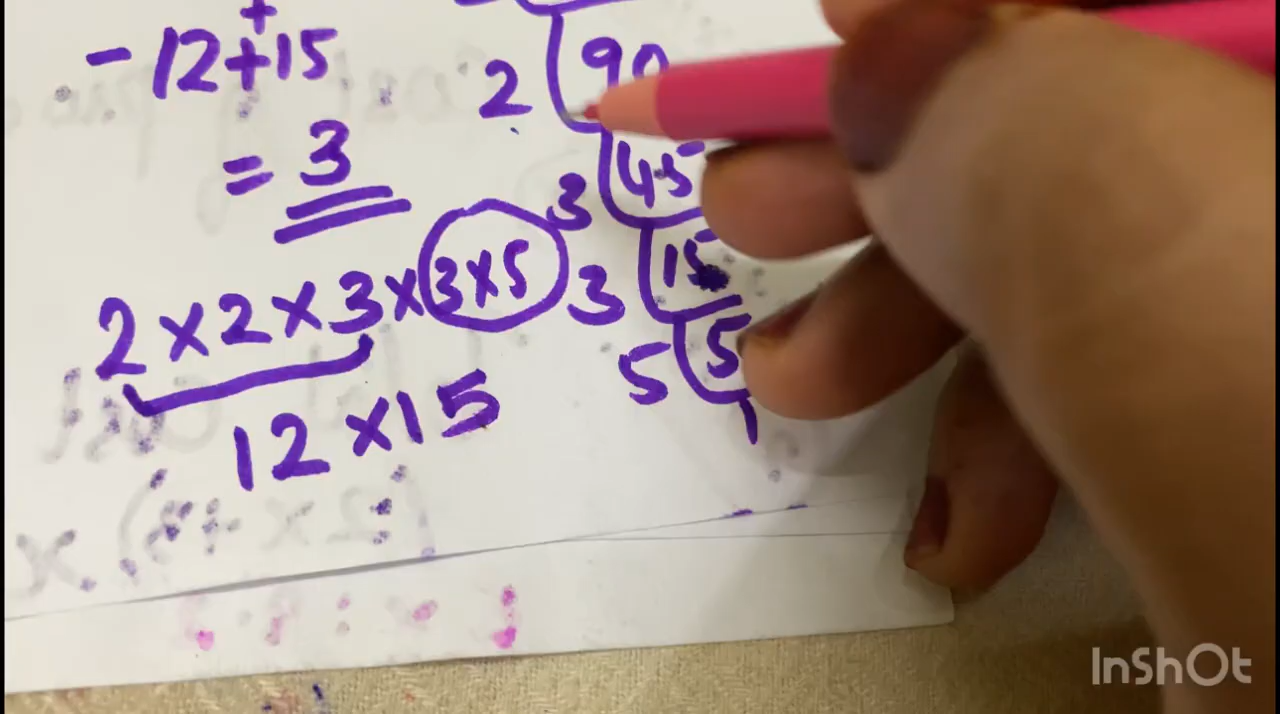 - 12 + 15
= 3
2 × 2 × 3 × 3 × 5
12 × 15
2 90
3 45
3 15
5 5
1
InShOt